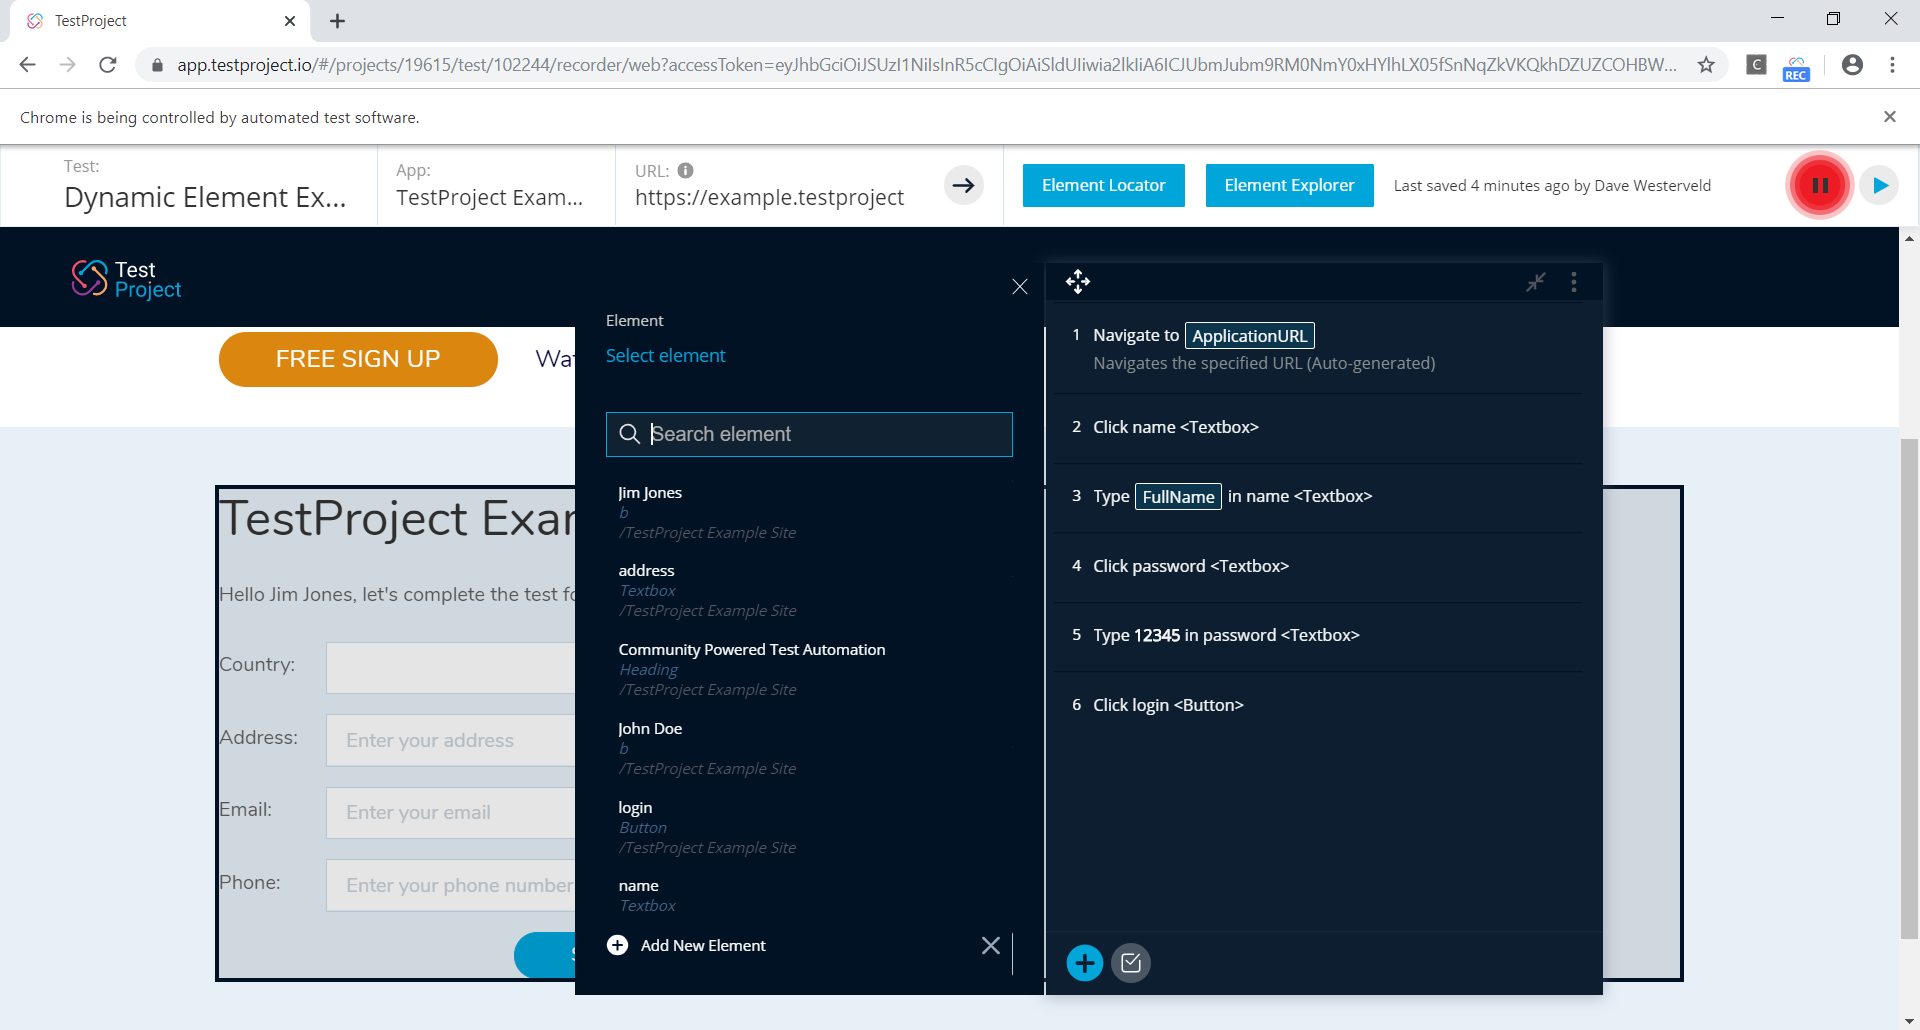 TestProject
app.testproject.io/#/projects/19615/test/102244/recorder/web?accessToken=eyJhbGciOiJSUzI1NiIsInR5cCIgOiAiSldUIiwia2lkIiA6ICJUbmJubm9RM0NmY0xHYlhLX05fSnNqZkVKQkhDZUZCOHBW...
REC
Chrome is being controlled by automated test software.
Test:
Dynamic Element Ex...
App:
TestProject Exam...
URL:
https://example.testproject
Element Locator
Element Explorer
Last saved 4 minutes ago by Dave Westerveld
Test
Project
FREE SIGN UP
TestProject
Hello Jim Jones, let's complete the test
Country:
Address:
Enter your address
Email:
Enter your email
Phone:
Enter your phone number
Element
Select element
Search element
Jim Jones
b
/TestProject Example Site
address
Textbox
/TestProject Example Site
Community Powered Test Automation
Heading
/TestProject Example Site
John Doe
b
/TestProject Example Site
login
Button
/TestProject Example Site
name
Textbox
Add New Element
1 Navigate to ApplicationURL
Navigates the specified URL (Auto-generated)
2 Click name <Textbox>
3 Type FullName in name <Textbox>
4 Click password <Textbox>
5 Type 12345 in password <Textbox>
6 Click login <Button>